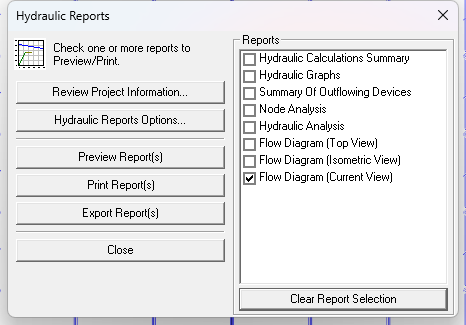 Hydraulic Reports
Check one or more reports to
Preview/Print.
Review Project Information...
Hydraulic Reports Options...
Preview Report(s)
Print Report(s)
Export Report(s)
Close
Reports
Hydraulic Calculations Summary
Hydraulic Graphs
Summary Of Outflowing Devices
Node Analysis
Hydraulic Analysis
Flow Diagram (Top View)
Flow Diagram (Isometric View)
Flow Diagram (Current View)
Clear Report Selection